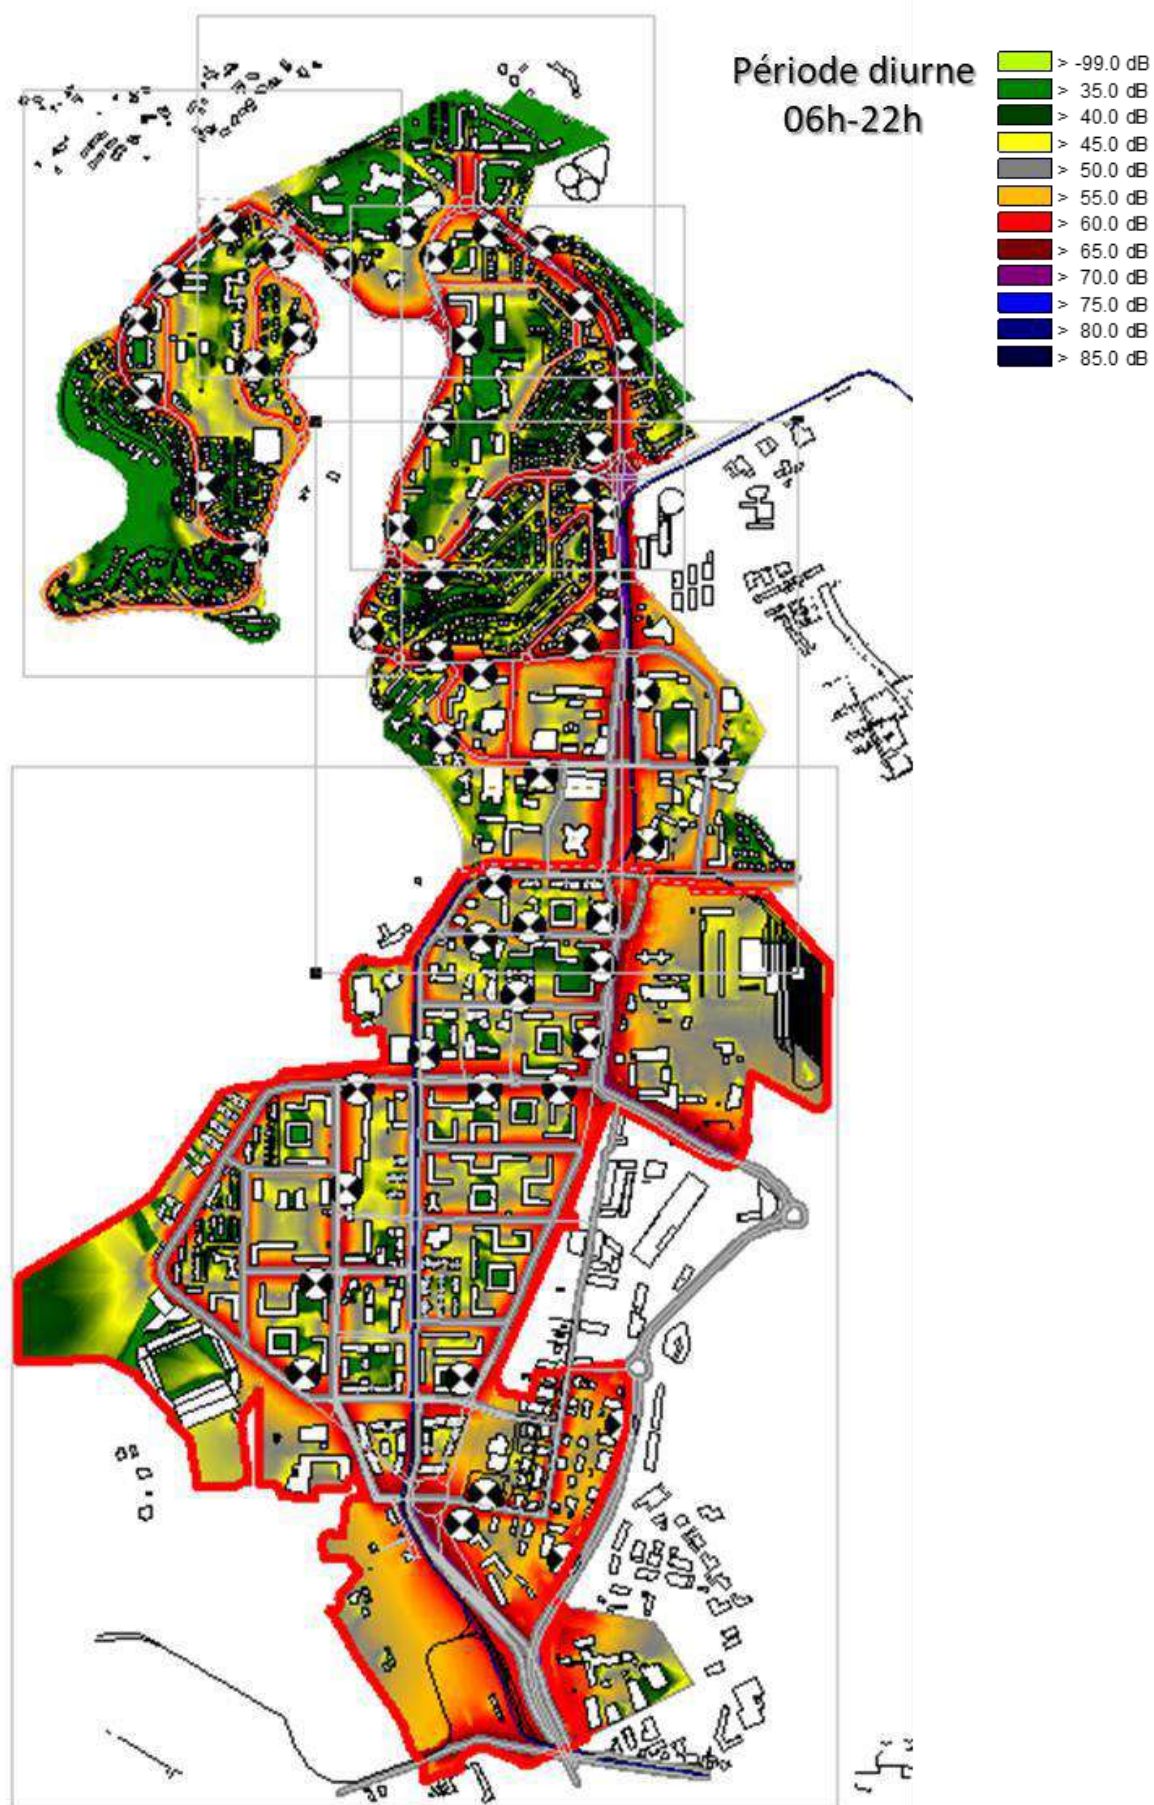 Période diurne
06h-22h
> -99.0 dB
> 35.0 dB
> 40.0 dB
> 45.0 dB
> 50.0 dB
> 55.0 dB
> 60.0 dB
> 65.0 dB
> 70.0 dB
> 75.0 dB
> 80.0 dB
> 85.0 dB